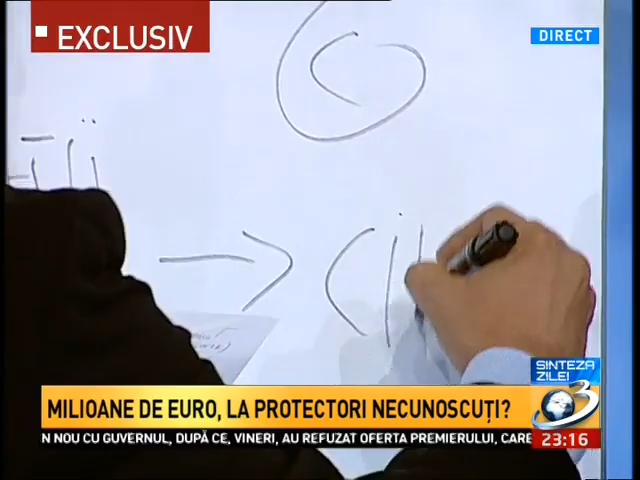 EXCLUSIV
DIRECT
SINTEZA
ZILEI
MILIOANE DE EURO, LA PROTECTORI NECUNOSCUȚI?
3
N NOU CU GUVERNUL, DUPĂ CE, VINERI, AU REFUZAT OFERTA PREMIERULUI, CARE
23:16